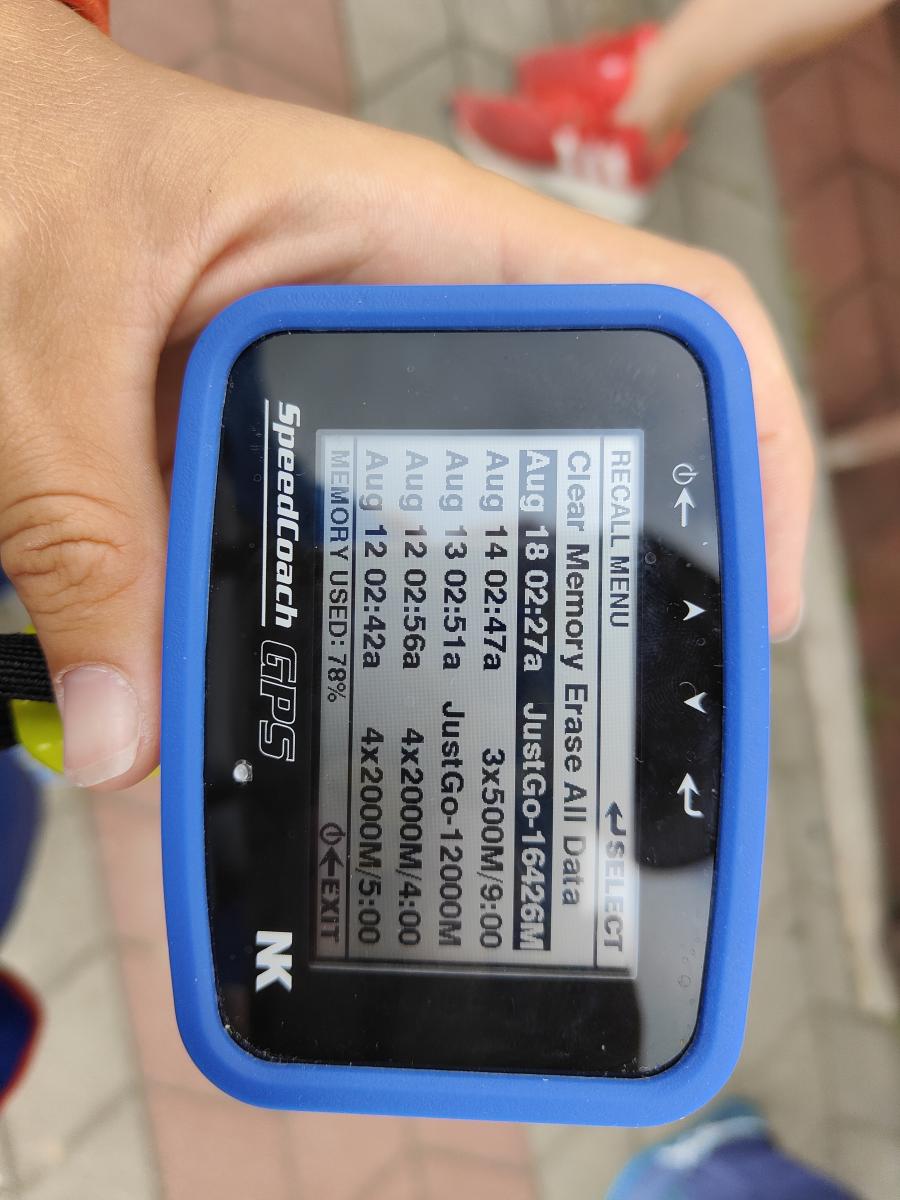 RECALL MENU ↵SELECT
Clear Memory Erase All Data
Aug 18 02:27a JustGo-16426M
Aug 14 02:47a 3x500M/9:00
Aug 13 02:51a JustGo-12000M
Aug 12 02:56a 4x2000M/4:00
Aug 12 02:42a 4x2000M/5:00
MEMORY USED: 78% ⏻←EXIT
SpeedCoach GPS NK